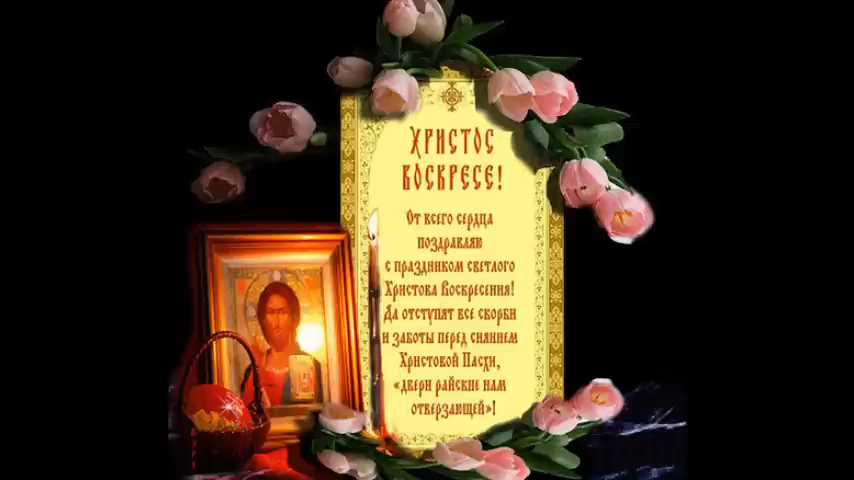 ХРИСТОС
ВОСКРЕСЕ!
От всего сердца
поздравляю
с праздником светлого
Христова Воскресения!
Да отступят все скорби
и заботы перед сиянием
Христовой Пасхи,
«двери райские нам
отверзающей»!